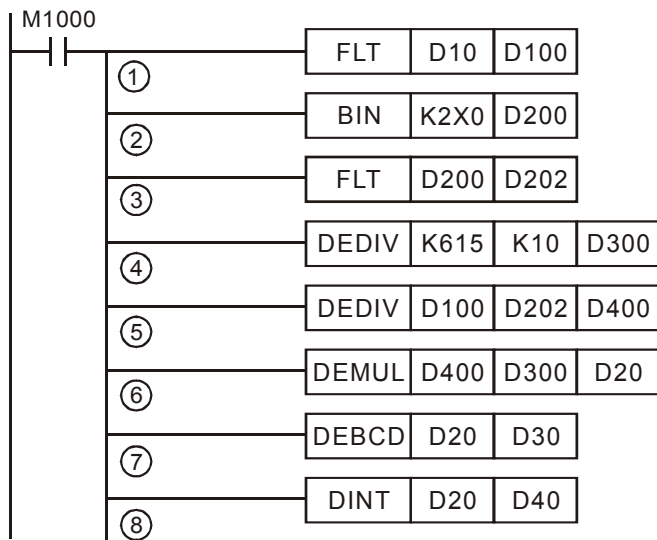 M1000
FLT D10 D100
①
BIN K2X0 D200
②
FLT D200 D202
③
DEDIV K615 K10 D300
④
DEDIV D100 D202 D400
⑤
DEMUL D400 D300 D20
⑥
DEBCD D20 D30
⑦
DINT D20 D40
⑧